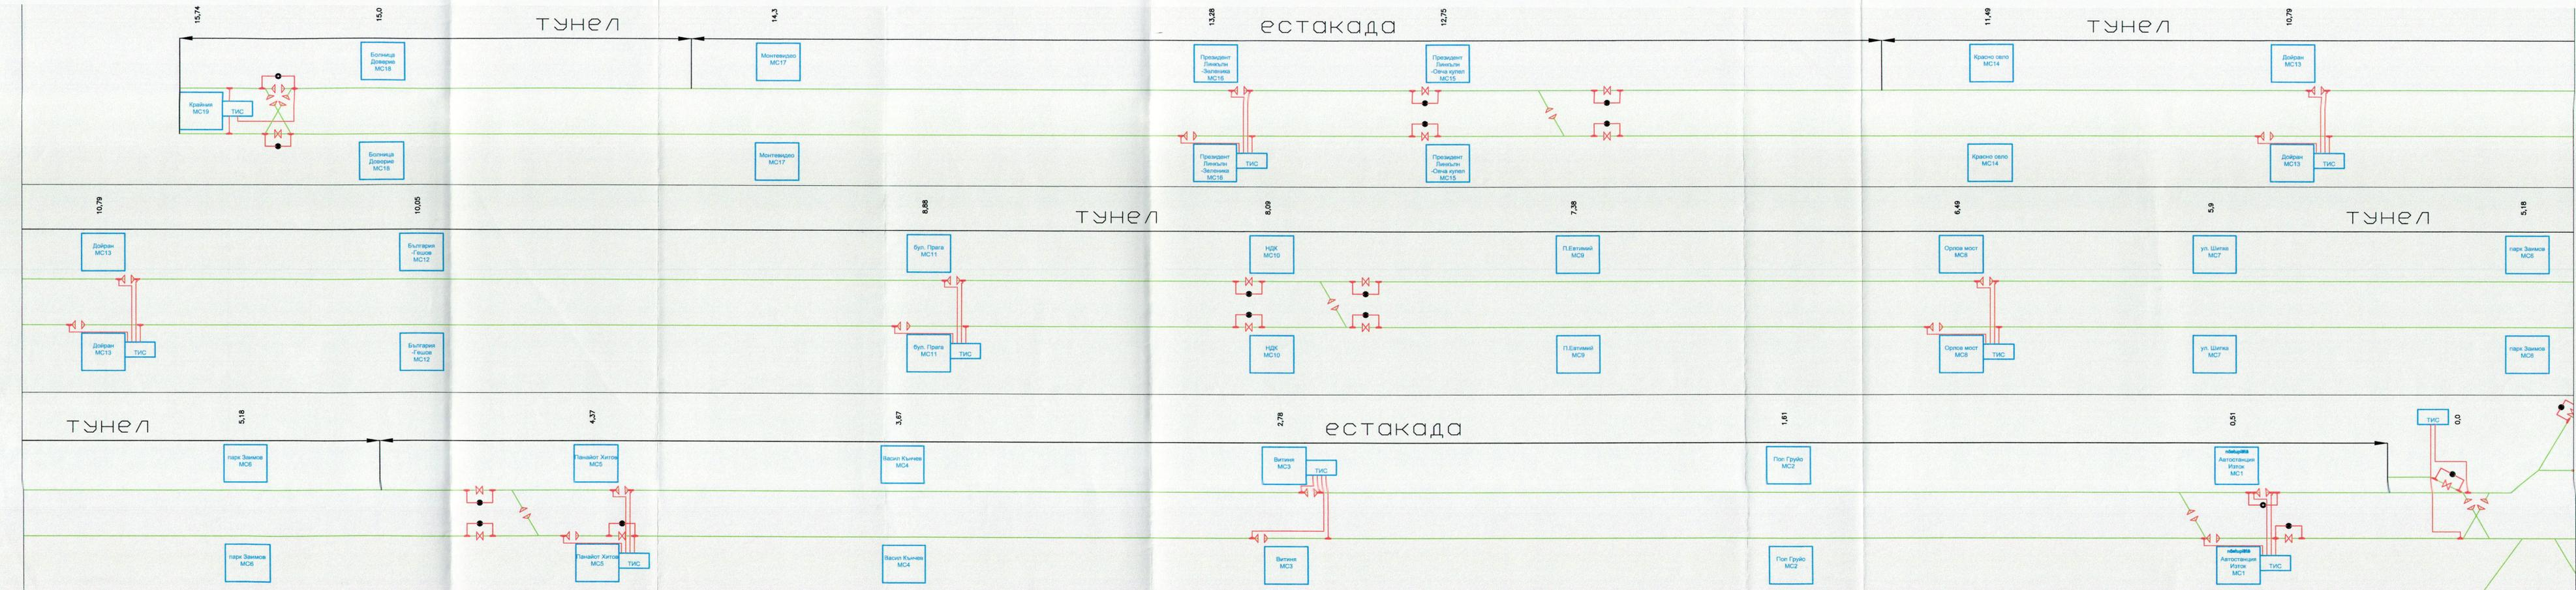 15,74
15,0
тунел
14,3
13,28
естакада
12,75
11,49
тунел
10,79
Болница
Доверие
МС18
Монтевидео
МС17
Президент
Линкълн
-Зеленика
МС16
Президент
Линкълн
-Овча купел
МС15
Красно село
МС14
Дойран
МС13
Крайния
МС19
ТИС
Болница
Доверие
МС18
Монтевидео
МС17
Президент
Линкълн
-Зеленика
МС16
ТИС
Президент
Линкълн
-Овча купел
МС15
Красно село
МС14
Дойран
МС13
ТИС
10,79
10,05
8,88
тунел
8,09
7,38
6,49
5,9
тунел
5,18
Дойран
МС13
България
-Гешов
МС12
бул. Прага
МС11
НДК
МС10
П.Евтимий
МС9
Орлов мост
МС8
ул. Шипка
МС7
парк Заимов
МС6
Дойран
МС13
ТИС
България
-Гешов
МС12
бул. Прага
МС11
ТИС
НДК
МС10
П.Евтимий
МС9
Орлов мост
МС8
ТИС
ул. Шипка
МС7
парк Заимов
МС6
тунел
5,18
4,37
3,67
2,78
естакада
1,61
0,51
ТИС
0,0
парк Заимов
МС6
Панайот Хитов
МС5
Васил Кънчев
МС4
Витиня
МС3
ТИС
Поп Груйо
МС2
Автостанция
Изток
МС1
парк Заимов
МС6
Панайот Хитов
МС5
ТИС
Васил Кънчев
МС4
Витиня
МС3
Поп Груйо
МС2
Автостанция
Изток
МС1
ТИС